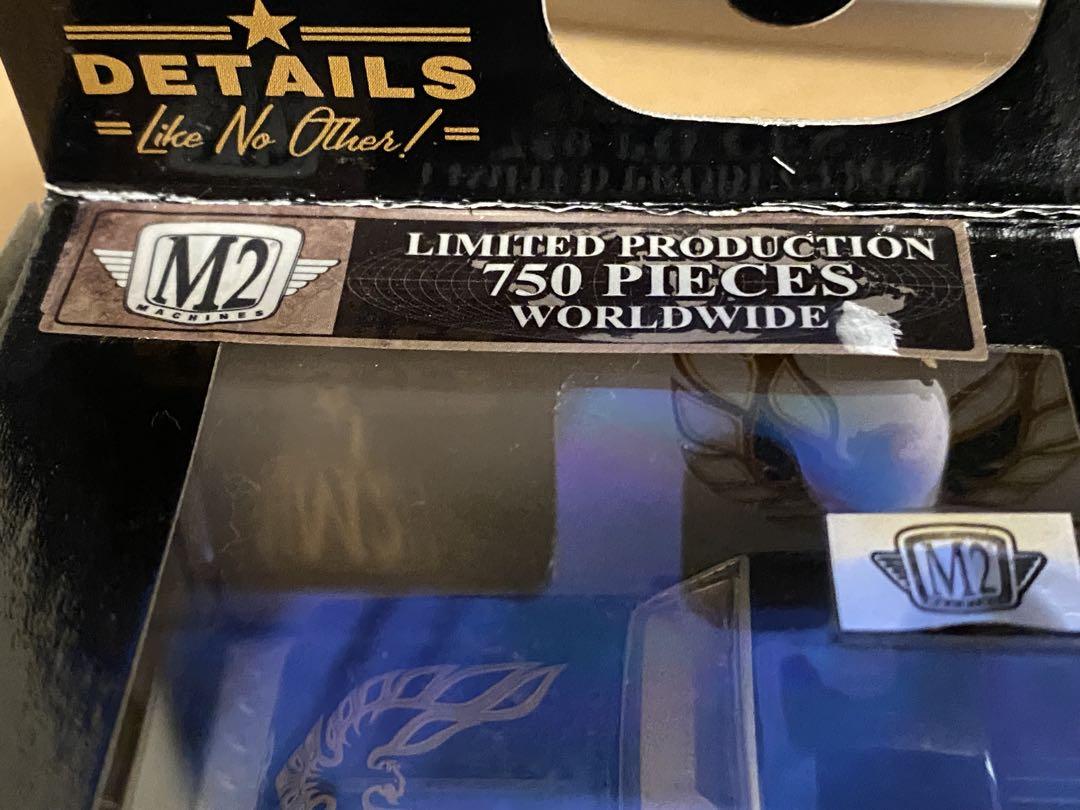 DETAILS
Like No Other!
M2
MACHINES
LIMITED PRODUCTION
750 PIECES
WORLDWIDE
M2